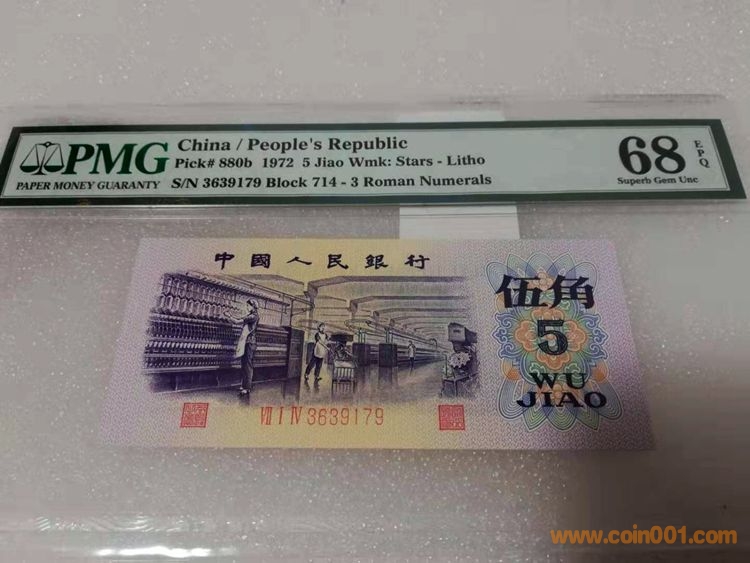 PMG
PAPER MONEY GUARANTY
China / People's Republic
Pick# 880b 1972 5 Jiao Wmk: Stars - Litho
S/N 3639179 Block 714 - 3 Roman Numerals
68 EPQ
Superb Gem Unc
中國人民銀行
伍角
5
WU
JIAO
VII I IV 3639179
www.coin001.com